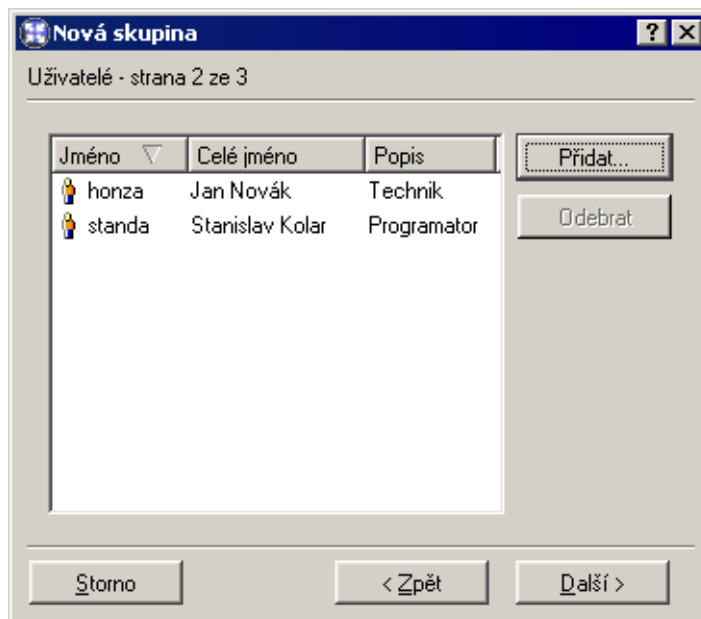 Nová skupina
Uživatelé - strana 2 ze 3
Jméno Celé jméno Popis
honza Jan Novák Technik
standa Stanislav Kolar Programator
Přidat...
Odebrat
Storno < Zpět Další >